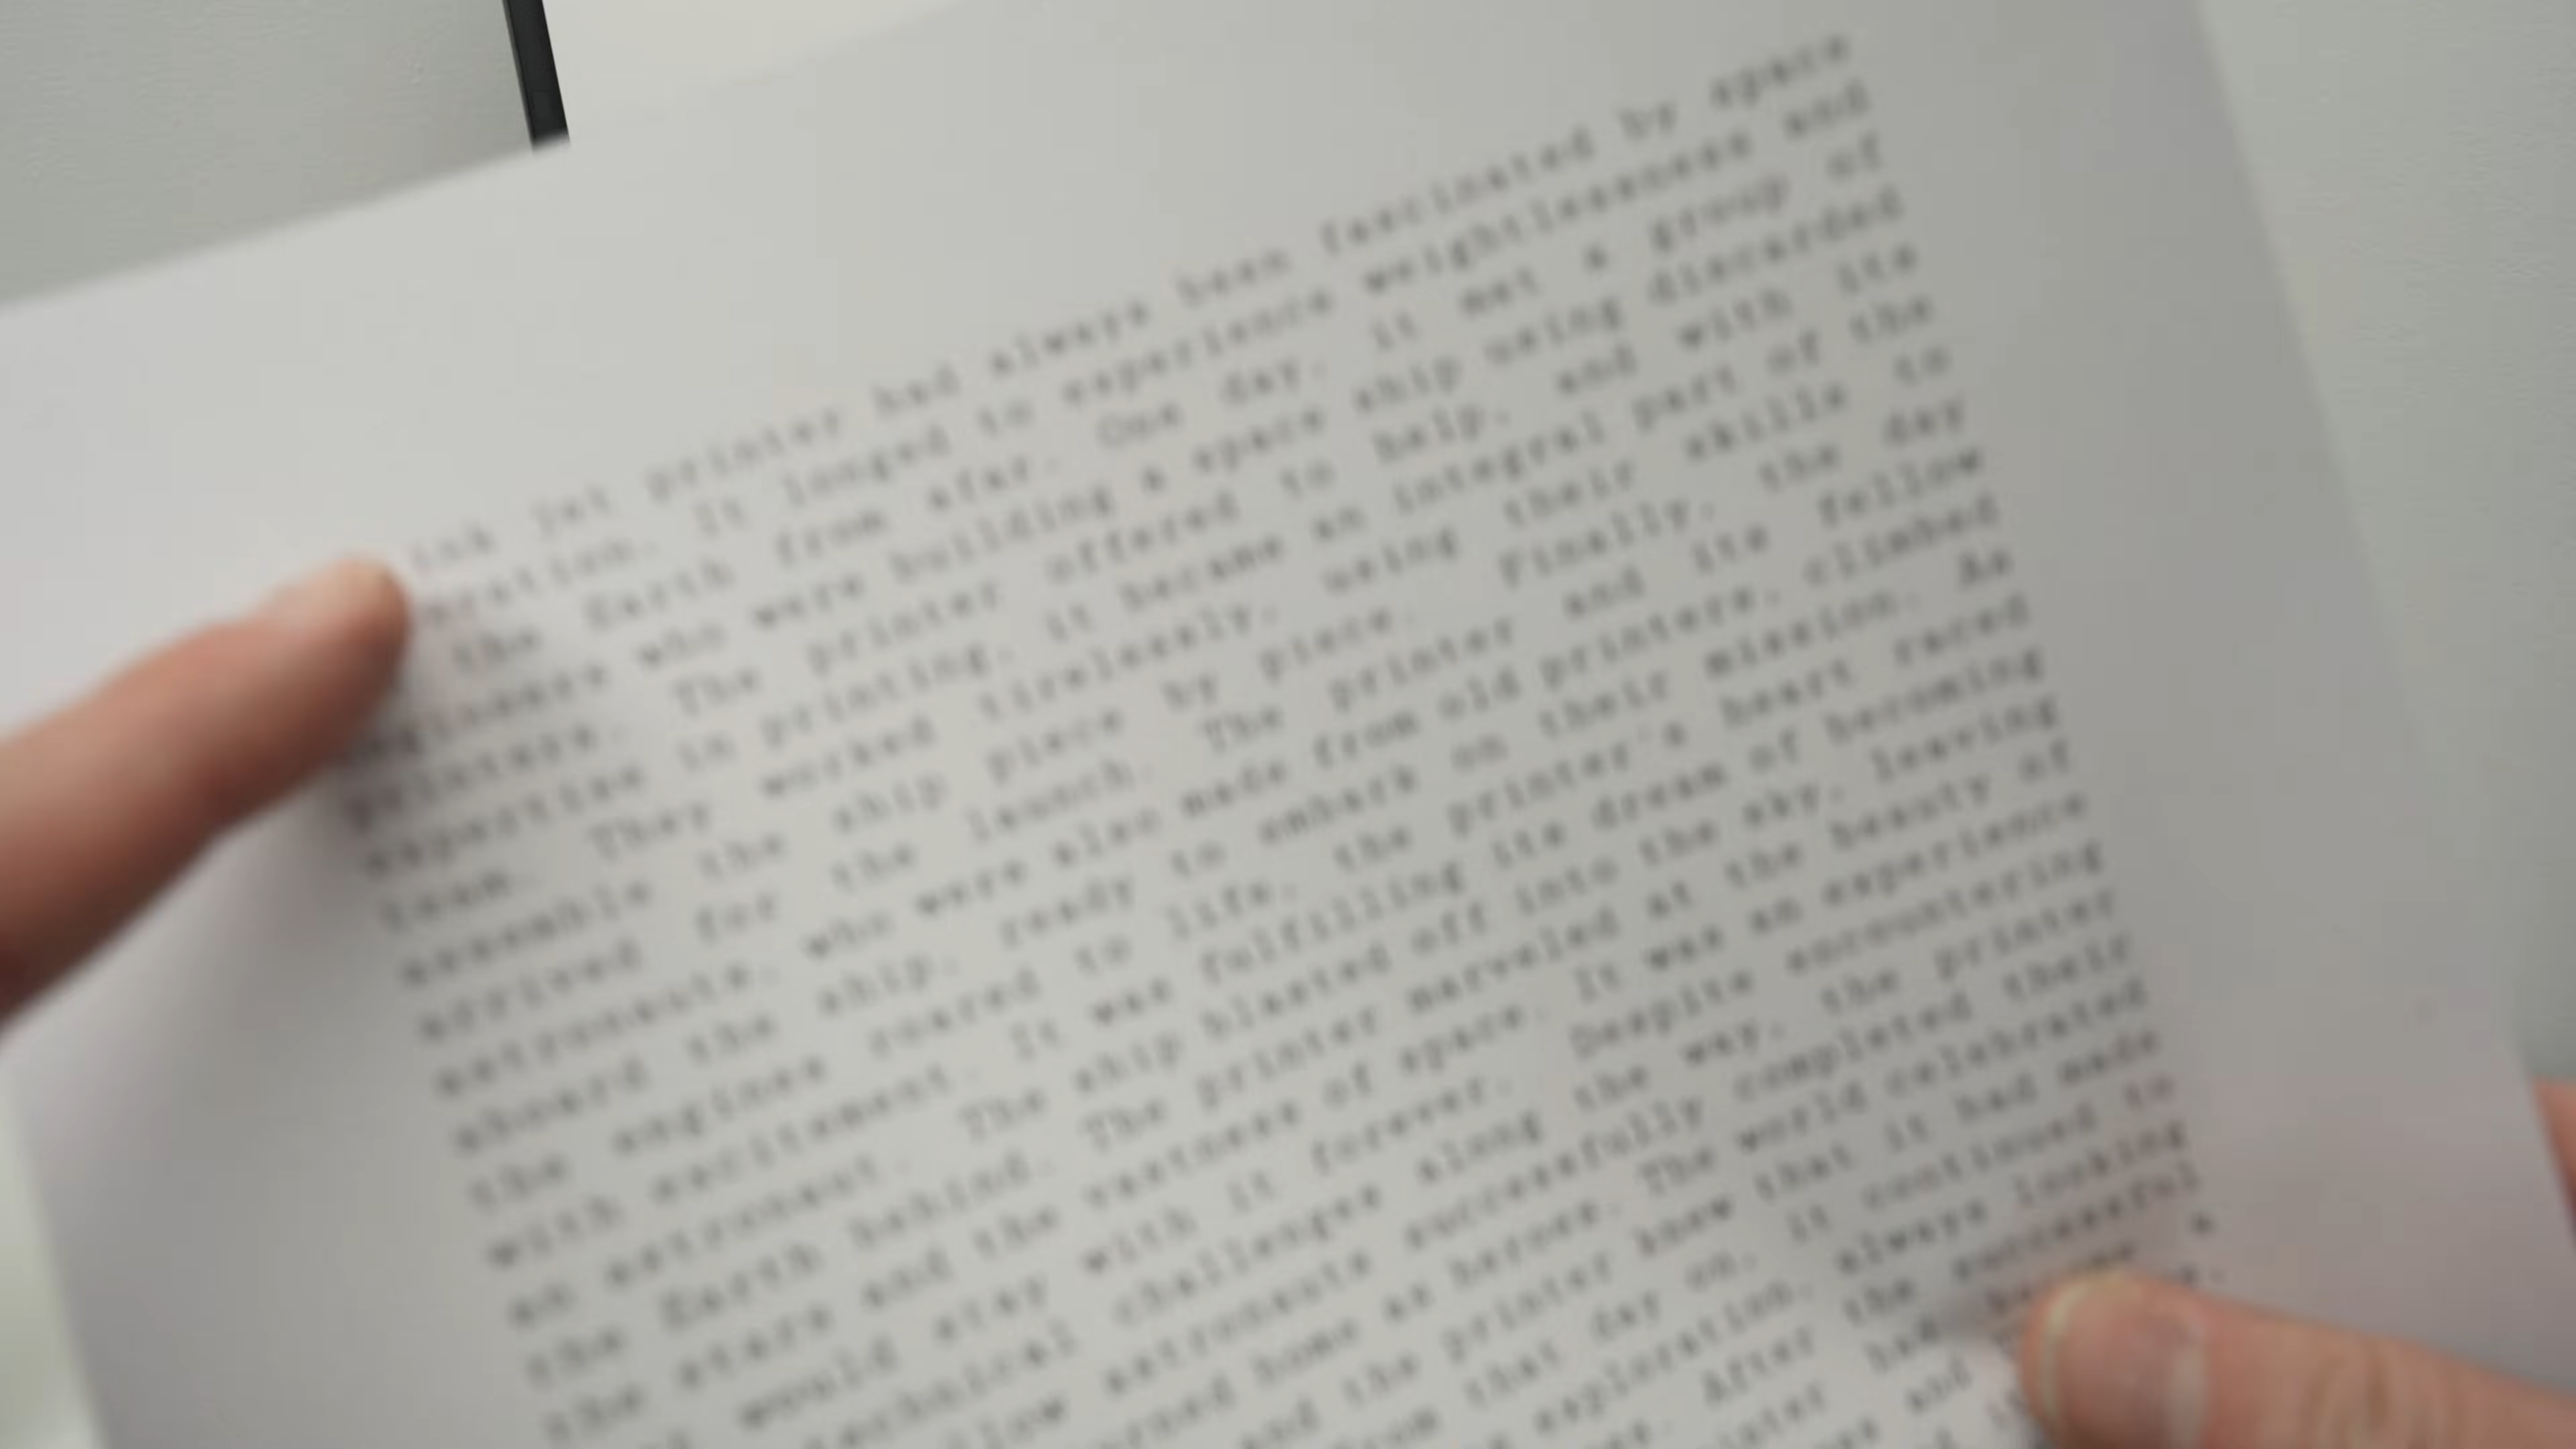 ink jet printer had always been fascinated by space
It longed to experience weightlessness and
the Earth from afar. One day, it met a group of
engineers who were building a space ship using discarded
printers. The printer offered to help, and with its
expertise in printing, it became an integral part of the
team. They worked tirelessly, using their skills to
assemble the ship piece by piece. Finally, the day
arrived for the launch. The printer and its fellow
astronauts, who were also made from old printers, climbed
aboard the ship, ready to embark on their mission. As
the engines roared to life, the printer's heart raced
with excitement. It was fulfilling its dream of becoming
an astronaut. The ship blasted off into the sky, leaving
the Earth behind. The printer marveled at the beauty of
the stars and the vastness of space. It was an experience
would stay with it forever. Despite encountering
technical challenges along the way, the printer
astronauts successfully completed their
home as heroes. The world celebrated
and the printer knew that it had made
from that day on, it continued to
exploration, always looking
After the successful
had a
and